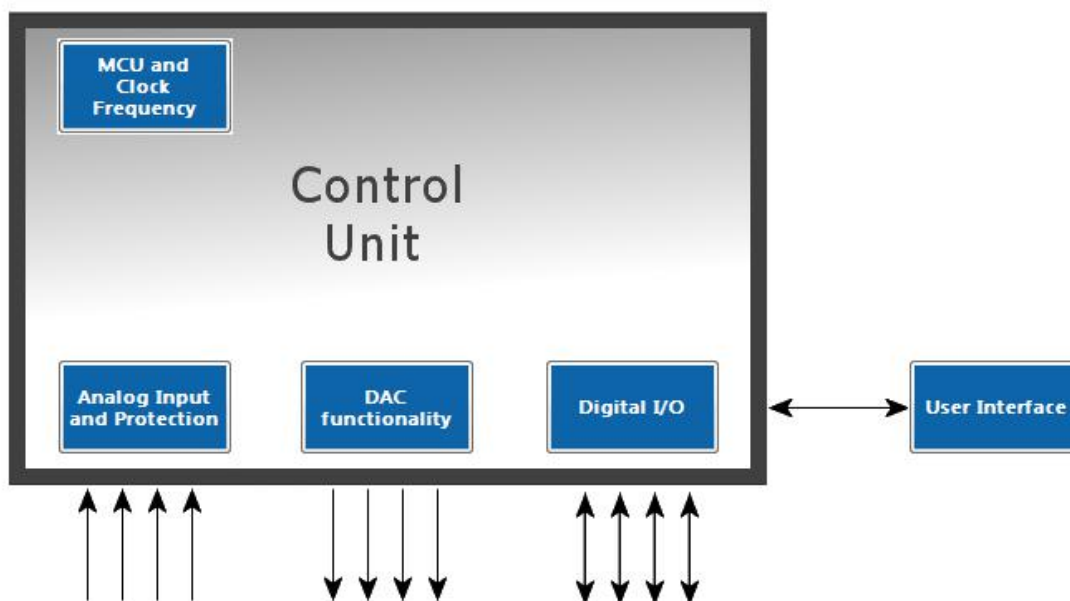 MCU and
Clock
Frequency
Control
Unit
Analog Input
and Protection
DAC
functionality
Digital I/O
User Interface